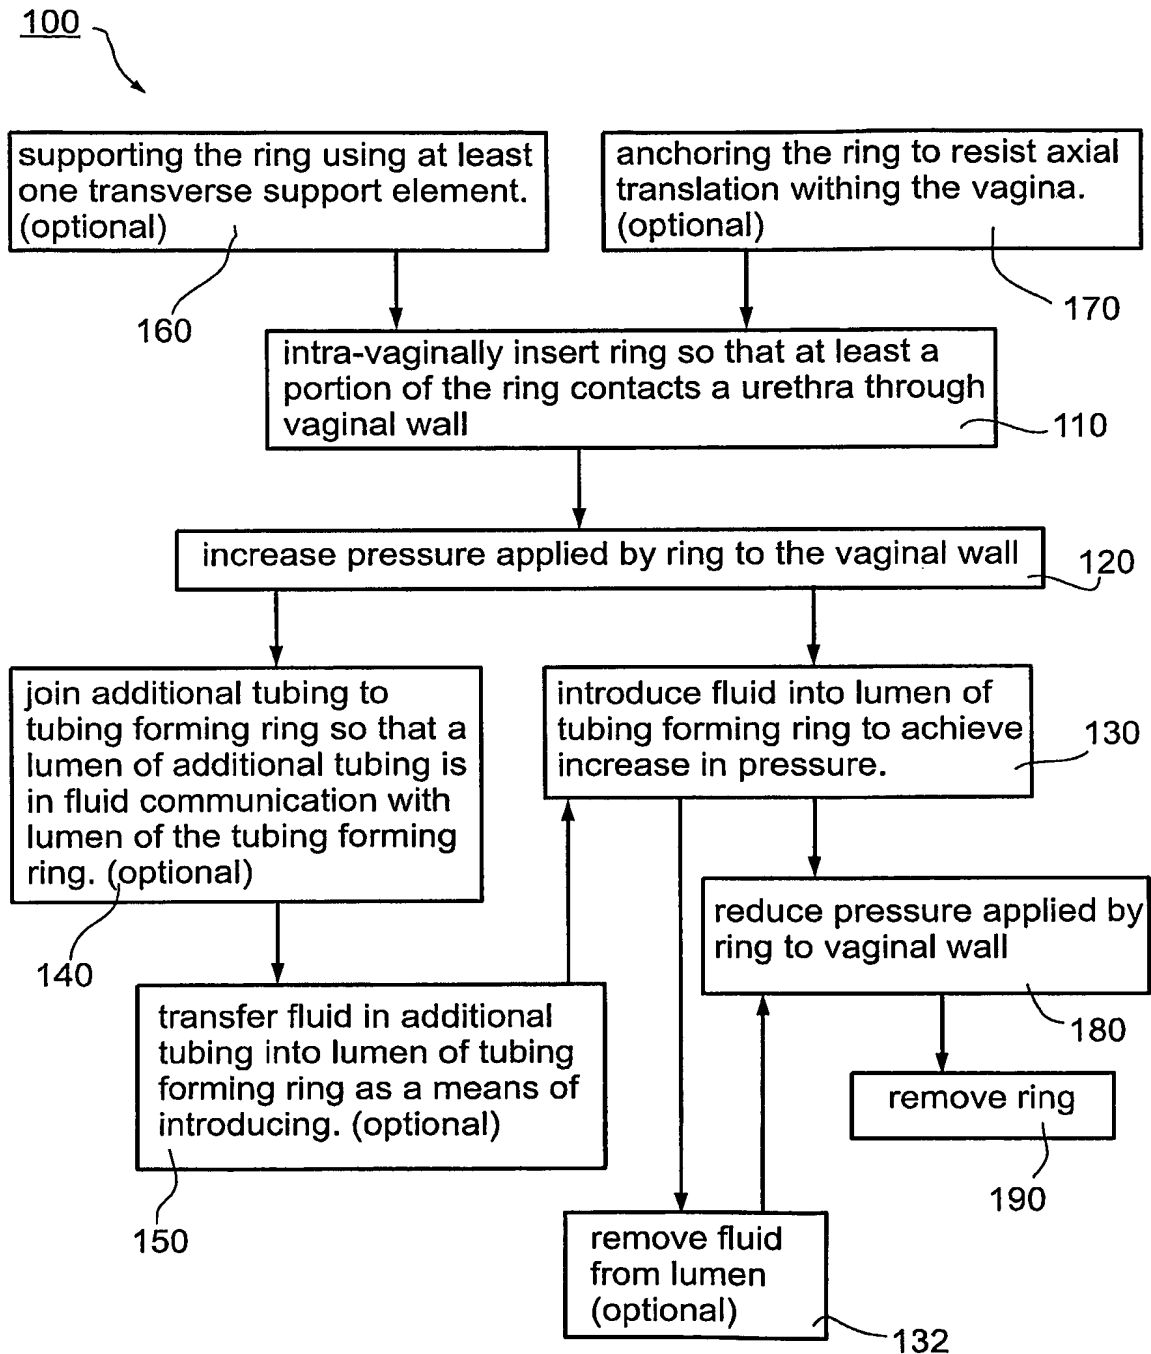 100
supporting the ring using at least
one transverse support element.
(optional)
160
anchoring the ring to resist axial
translation withing the vagina.
(optional)
170
intra-vaginally insert ring so that at least a
portion of the ring contacts a urethra through
vaginal wall
110
increase pressure applied by ring to the vaginal wall
120
join additional tubing to
tubing forming ring so that a
lumen of additional tubing is
in fluid communication with
lumen of the tubing forming
ring. (optional)
140
introduce fluid into lumen of
tubing forming ring to achieve
increase in pressure.
130
transfer fluid in additional
tubing into lumen of tubing
forming ring as a means of
introducing. (optional)
150
reduce pressure applied by
ring to vaginal wall
180
remove ring
190
remove fluid
from lumen
(optional)
132